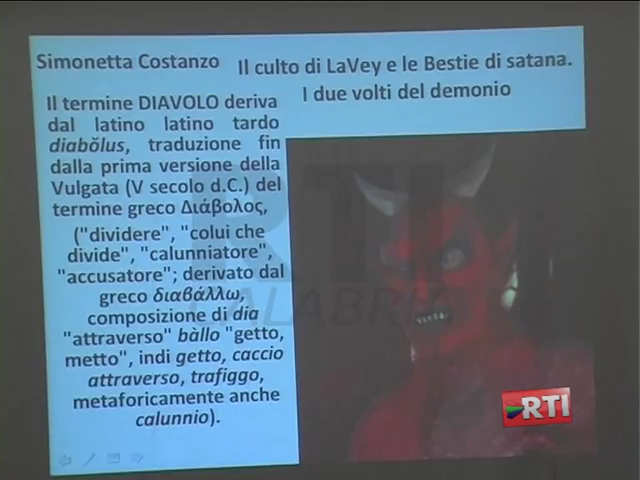 Simonetta Costanzo
Il culto di LaVey e le Bestie di satana.
I due volti del demonio
Il termine DIAVOLO deriva
dal latino latino tardo
diabŏlus, traduzione fin
dalla prima versione della
Vulgata (V secolo d.C.) del
termine greco Διάβολος,
("dividere", "colui che
divide", "calunniatore",
"accusatore"; derivato dal
greco διαβάλλω,
composizione di dia
"attraverso" bàllo "getto,
metto", indi getto, caccio
attraverso, trafiggo,
metaforicamente anche
calunnio).
RTI
CALABRIA
RTI